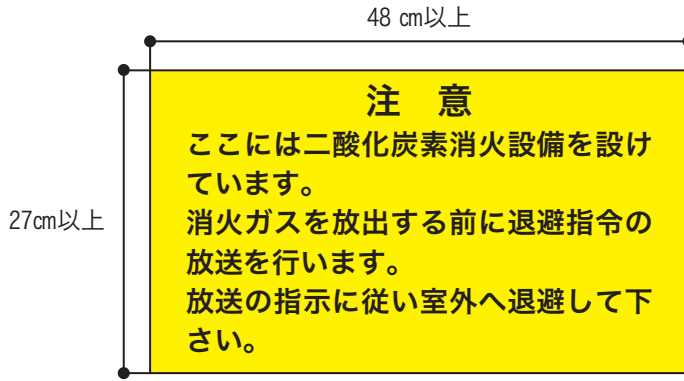 48 ㎝以上
注　意
ここには二酸化炭素消火設備を設け
ています。
27㎝以上
消火ガスを放出する前に退避指令の
放送を行います。
放送の指示に従い室外へ退避して下
さい。